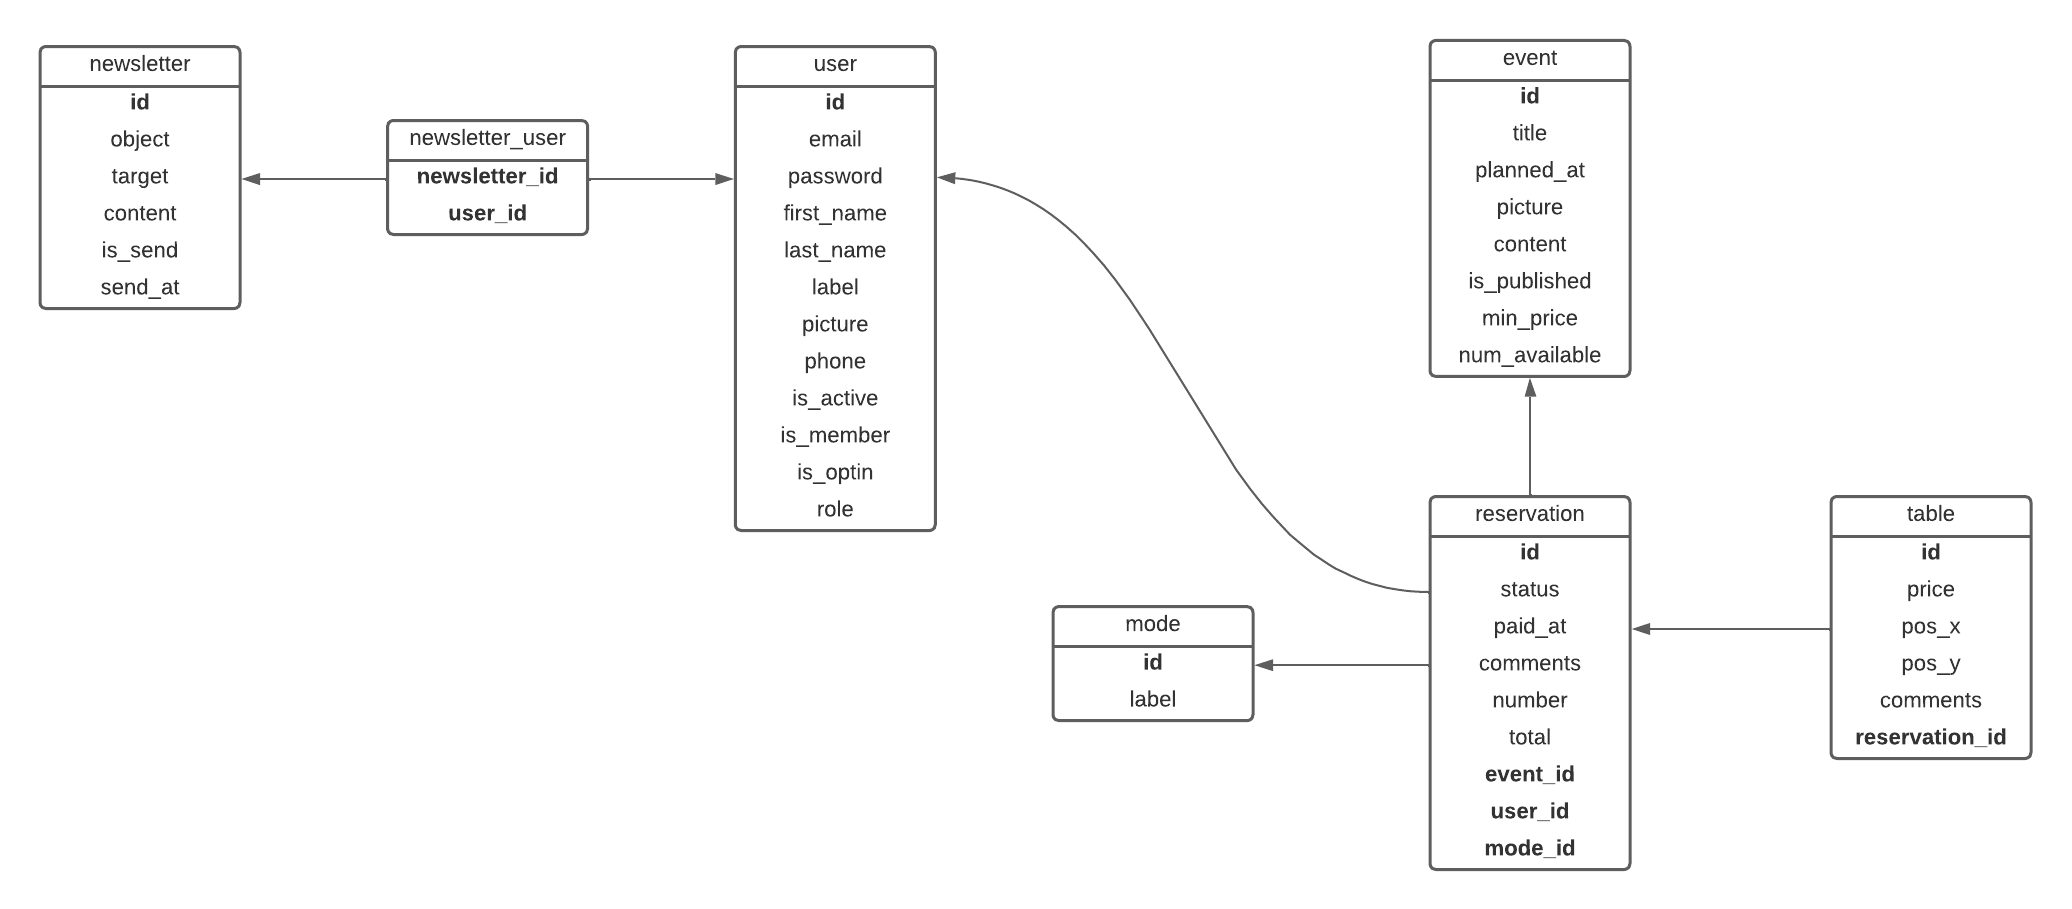 newsletter
id
object
target
content
is_send
send_at
newsletter_user
newsletter_id
user_id
user
id
email
password
first_name
last_name
label
picture
phone
is_active
is_member
is_optin
role
event
id
title
planned_at
picture
content
is_published
min_price
num_available
mode
id
label
reservation
id
status
paid_at
comments
number
total
event_id
user_id
mode_id
table
id
price
pos_x
pos_y
comments
reservation_id